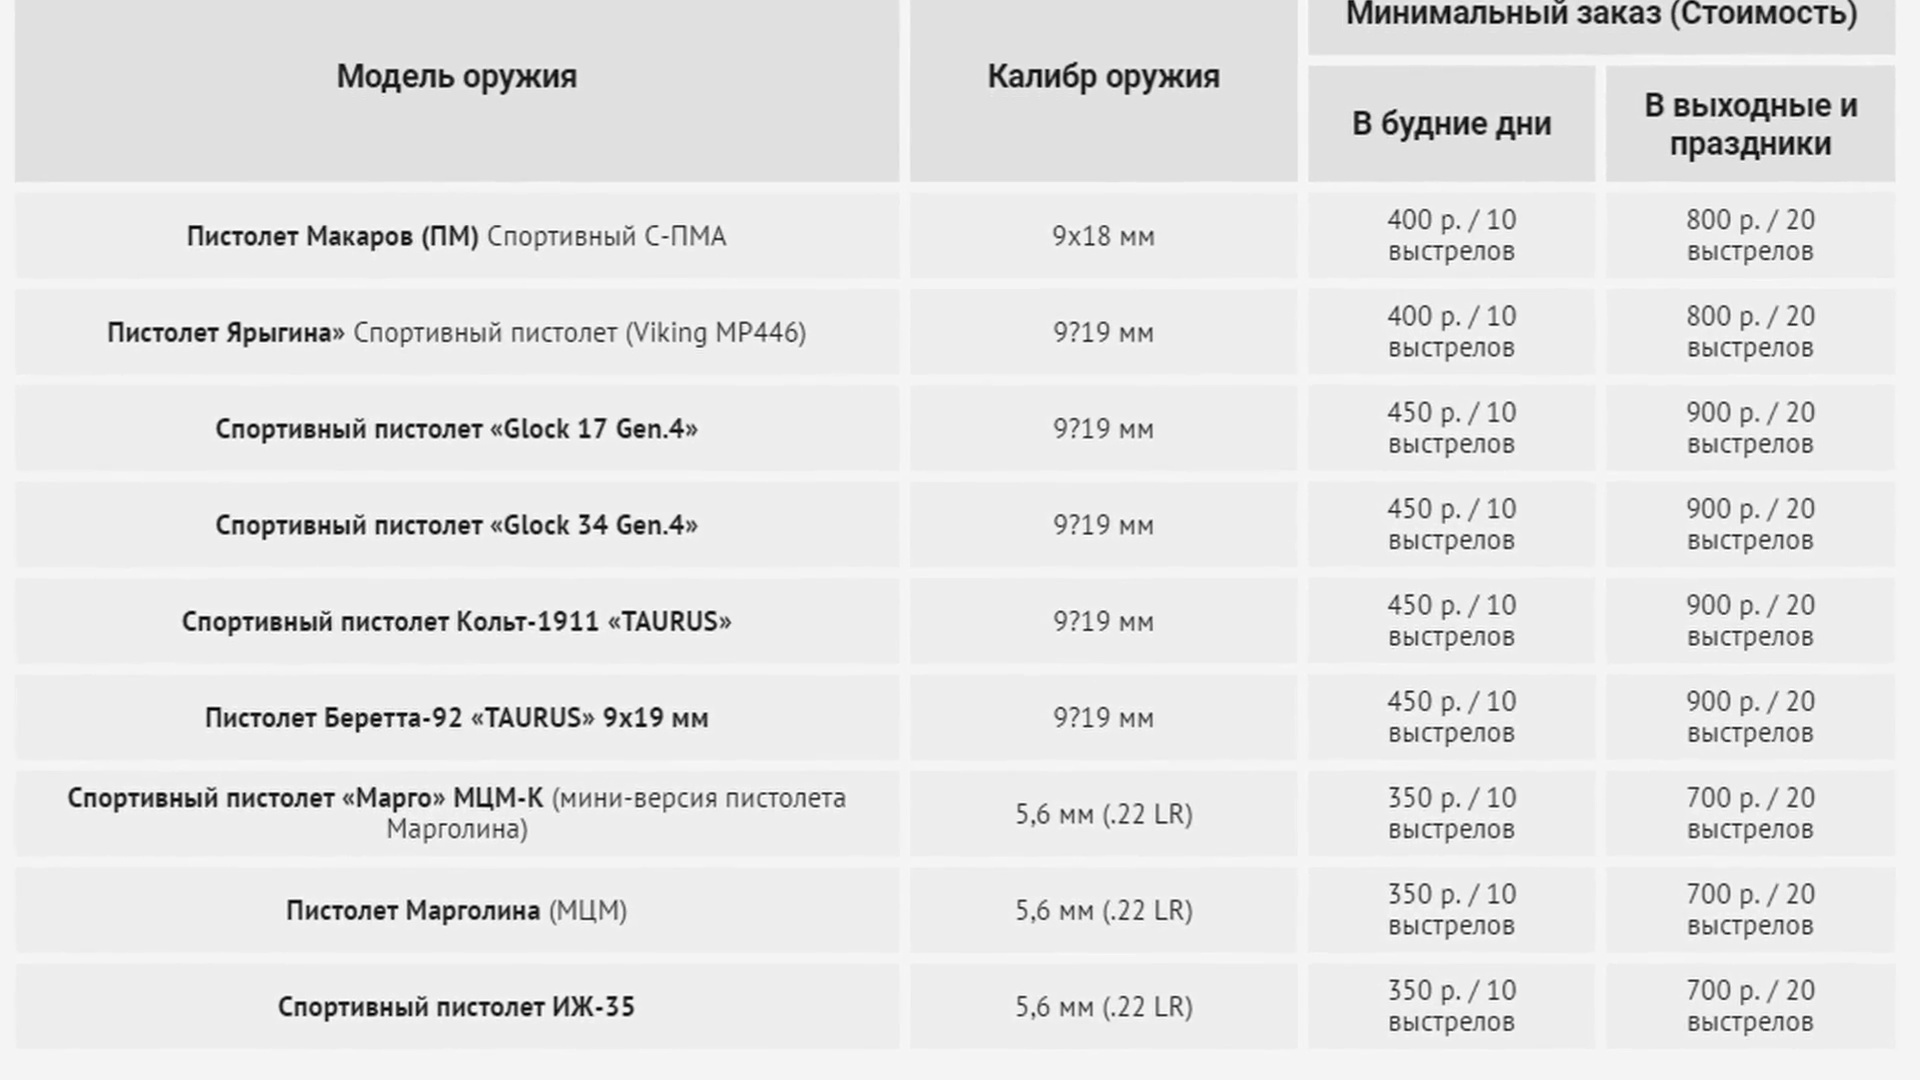 Минимальный заказ (Стоимость)
Модель оружия
Калибр оружия
В будние дни
В выходные и
праздники
Пистолет Макаров (ПМ) Спортивный С-ПМА
9x18 мм
400 р. / 10
выстрелов
800 р. / 20
выстрелов
Пистолет Ярыгина» Спортивный пистолет (Viking MP446)
9?19 мм
400 р. / 10
выстрелов
800 р. / 20
выстрелов
Спортивный пистолет «Glock 17 Gen.4»
9?19 мм
450 р. / 10
выстрелов
900 р. / 20
выстрелов
Спортивный пистолет «Glock 34 Gen.4»
9?19 мм
450 р. / 10
выстрелов
900 р. / 20
выстрелов
Спортивный пистолет Кольт-1911 «TAURUS»
9?19 мм
450 р. / 10
выстрелов
900 р. / 20
выстрелов
Пистолет Беретта-92 «TAURUS» 9х19 мм
9?19 мм
450 р. / 10
выстрелов
900 р. / 20
выстрелов
Спортивный пистолет «Марго» МЦМ-К (мини-версия пистолета
Марголина)
5,6 мм (.22 LR)
350 р. / 10
выстрелов
700 р. / 20
выстрелов
Пистолет Марголина (МЦМ)
5,6 мм (.22 LR)
350 р. / 10
выстрелов
700 р. / 20
выстрелов
Спортивный пистолет ИЖ-35
5,6 мм (.22 LR)
350 р. / 10
выстрелов
700 р. / 20
выстрелов